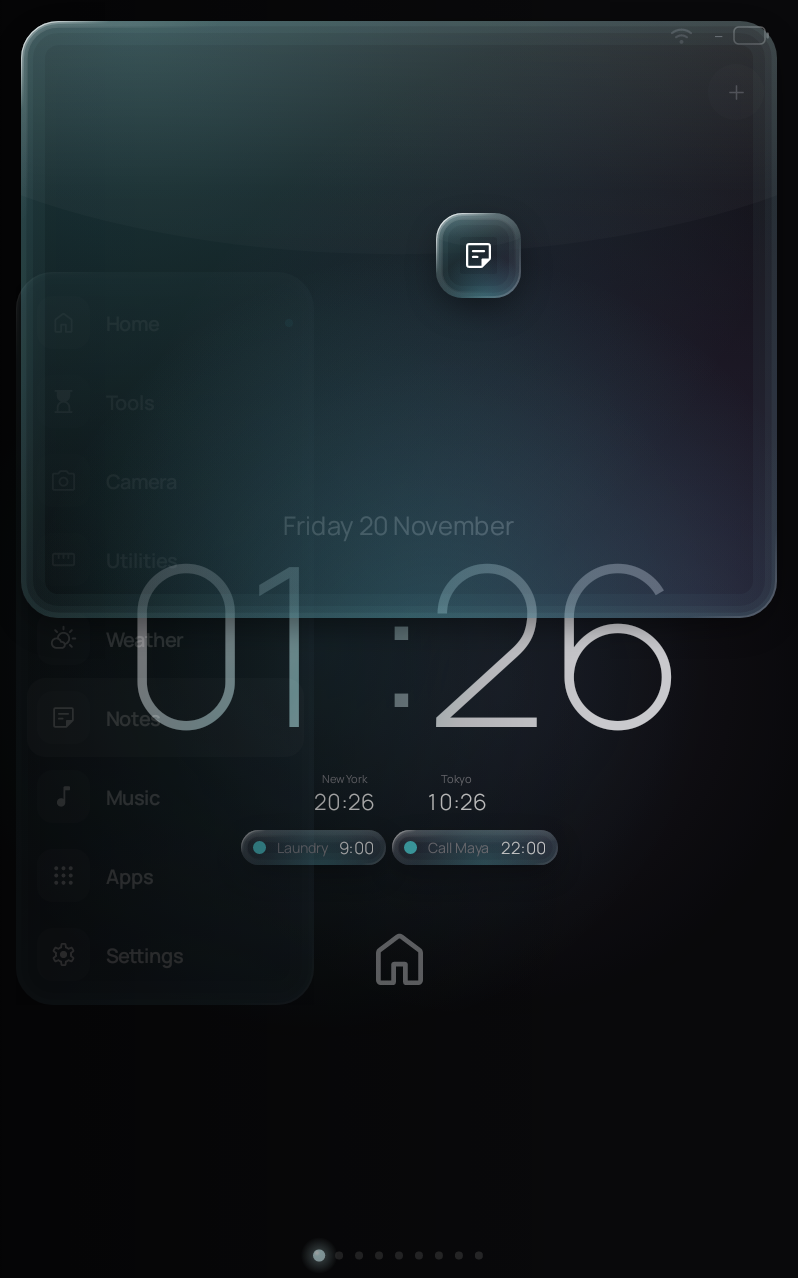 Home
Tools
Camera
Friday 20 November
Utilities
01:26
Weather
Notes
New York
Tokyo
Music
20:26
10:26
Laundry 9:00
Call Maya 22:00
Apps
Settings